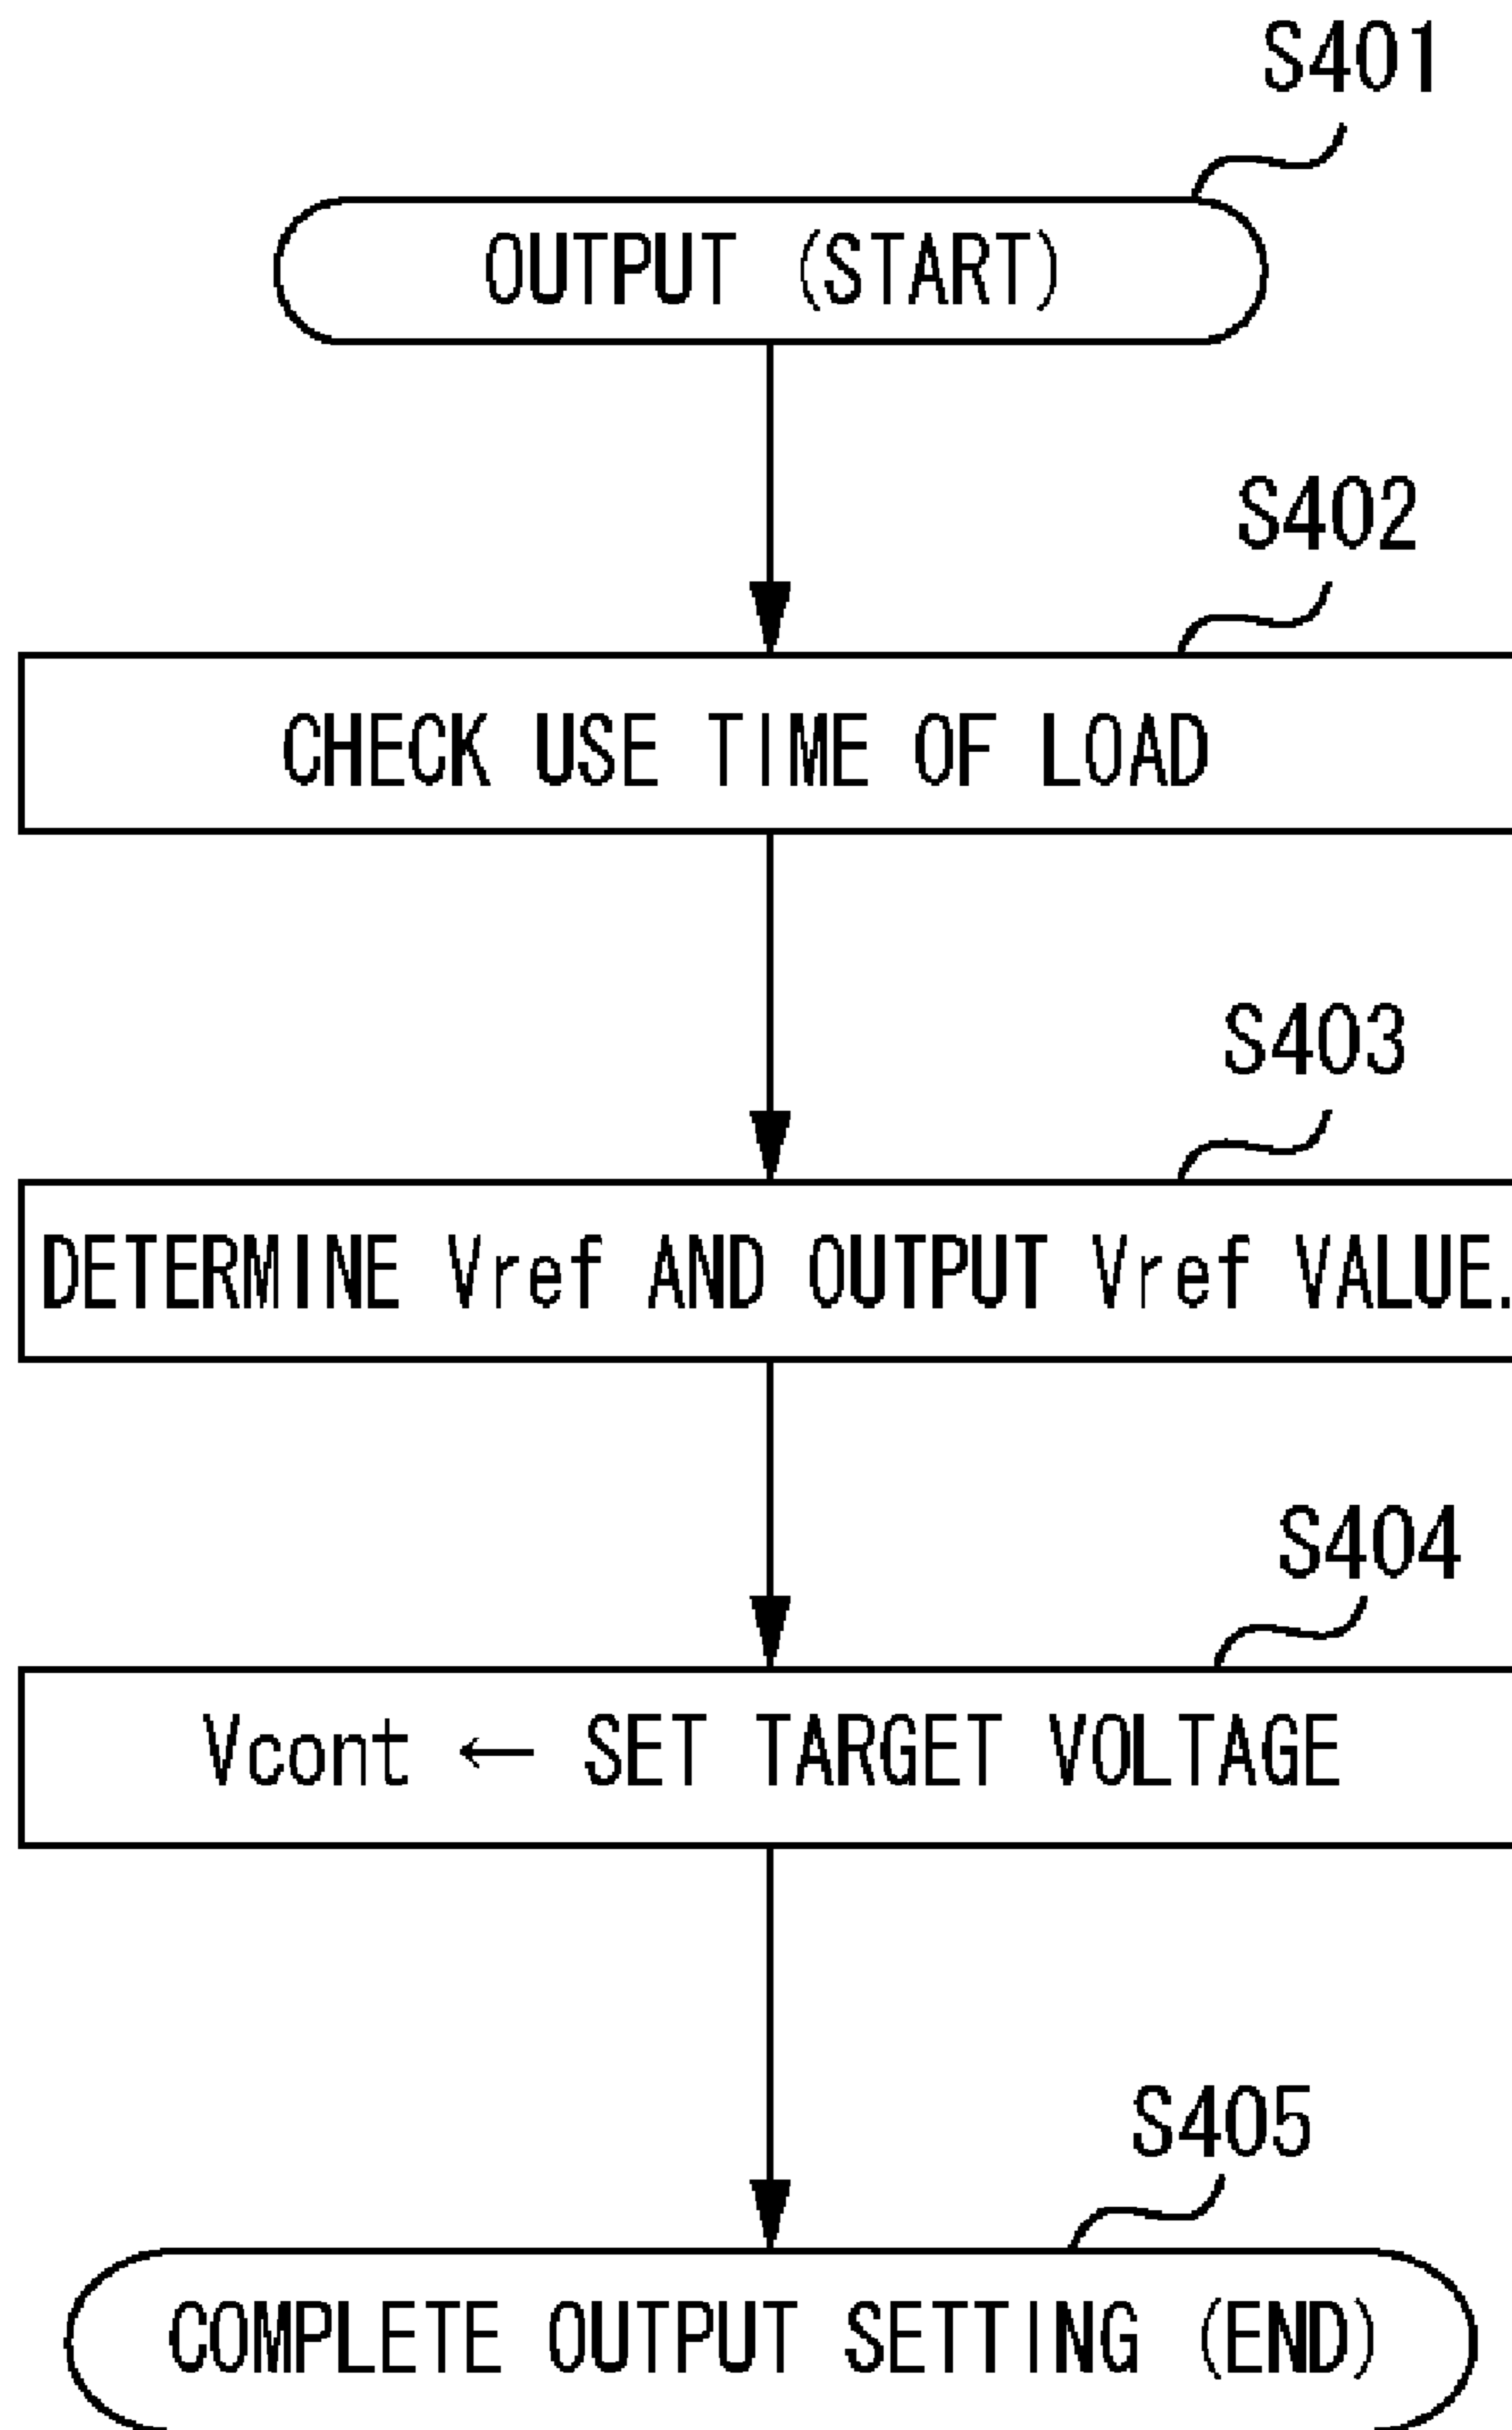 S401
OUTPUT (START)
S402
CHECK USE TIME OF LOAD
S403
DETERMINE Vref AND OUTPUT Vref VALUE.
S404
Vcont ← SET TARGET VOLTAGE
S405
COMPLETE OUTPUT SETTING (END)